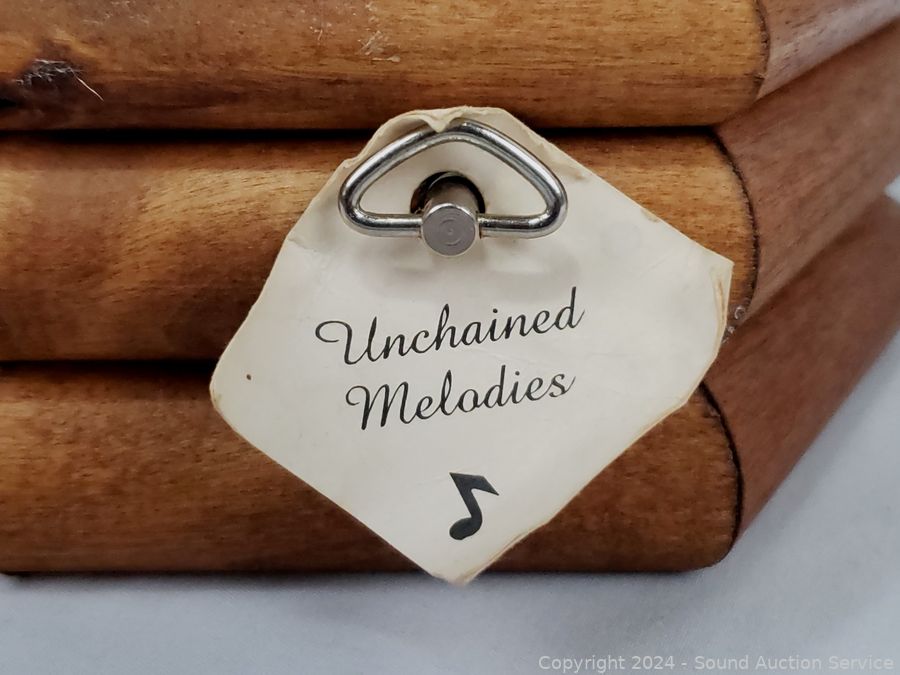 Unchained
Melodies
Copyright 2024 - Sound Auction Service